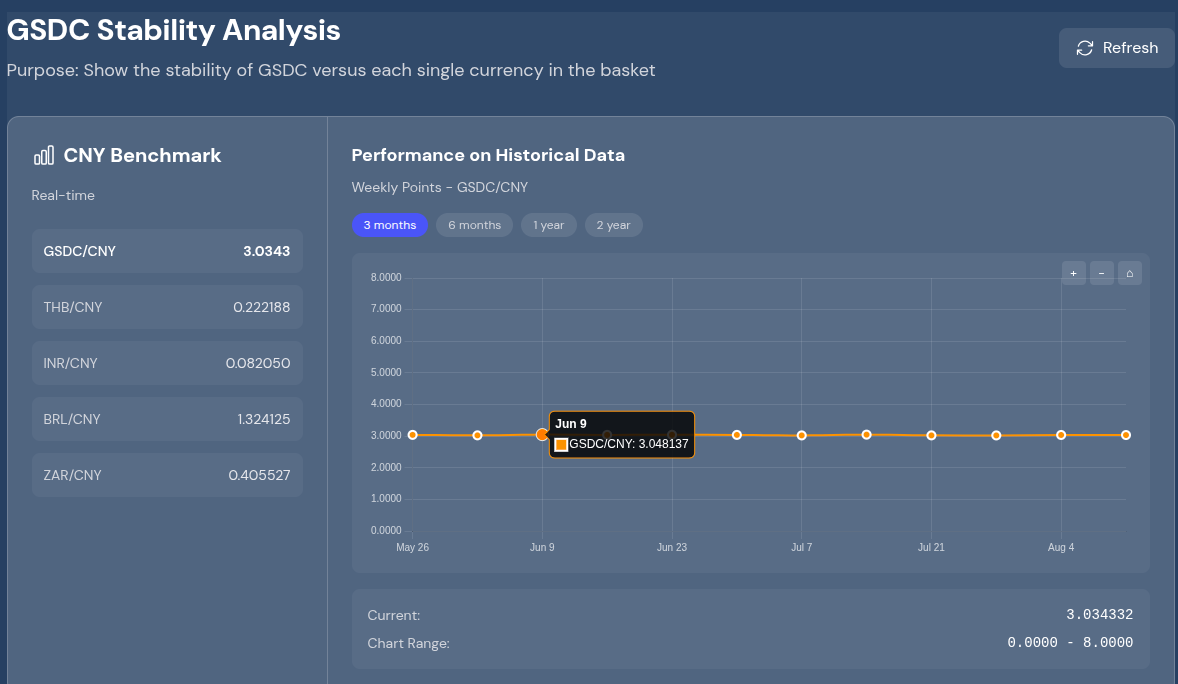 GSDC Stability Analysis
Purpose: Show the stability of GSDC versus each single currency in the basket
Refresh
CNY Benchmark
Real-time
GSDC/CNY 3.0343
THB/CNY 0.222188
INR/CNY 0.082050
BRL/CNY 1.324125
ZAR/CNY 0.405527
Performance on Historical Data
Weekly Points - GSDC/CNY
3 months 6 months 1 year 2 year
+ − ⌂
8.0000
7.0000
6.0000
5.0000
4.0000
3.0000
2.0000
1.0000
0.0000
Jun 9
GSDC/CNY: 3.048137
May 26 Jun 9 Jun 23 Jul 7 Jul 21 Aug 4
Current: 3.034332
Chart Range: 0.0000 - 8.0000